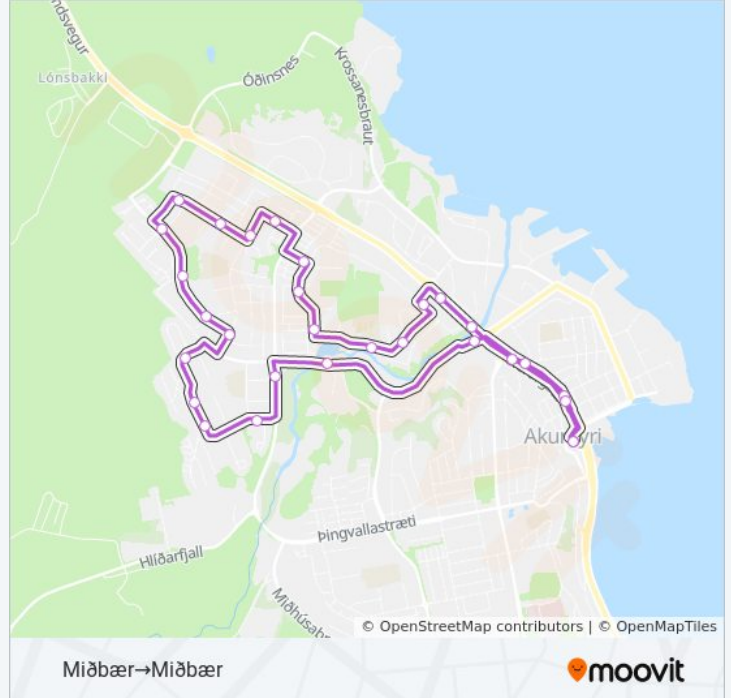 ndsvegur
Lónsbakki
Óðinsnes
Krossanesbraut
Akureyri
Þingvallastræti
Hlíðarfjall
Miðhúsab
© OpenStreetMap contributors | © OpenMapTiles
Miðbær→Miðbær
moovit